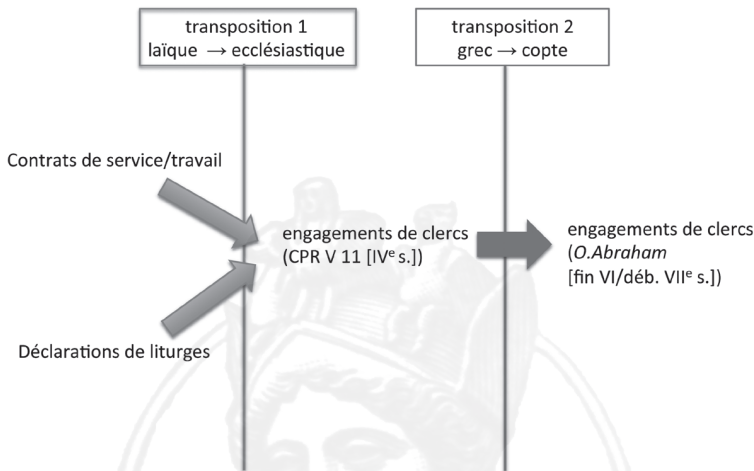 transposition 1
laïque → ecclésiastique
transposition 2
grec → copte
Contrats de service/travail
engagements de clercs
(CPR V 11 [IVᵉ s.])
engagements de clercs
(O.Abraham
[fin VI/déb. VIIᵉ s.])
Déclarations de liturges